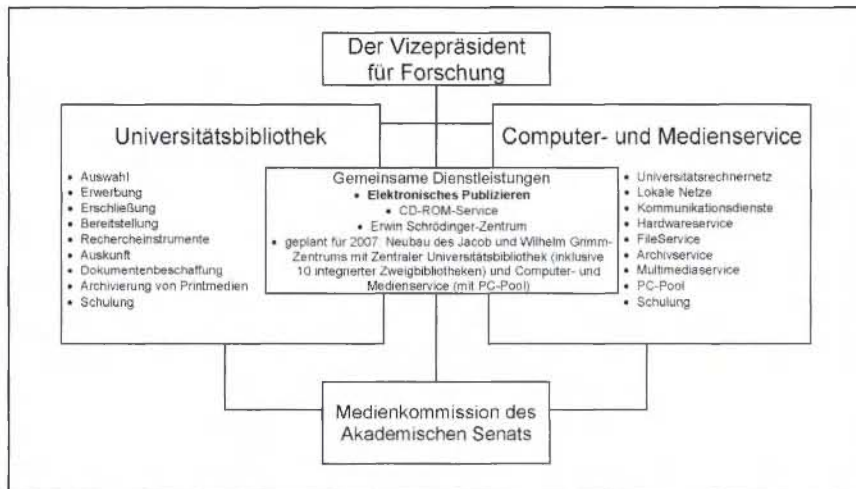 Der Vizepräsident
für Forschung
Universitätsbibliothek
• Auswahl
• Erwerbung
• Erschließung
• Bereitstellung
• Rechercheinstrumente
• Auskunft
• Dokumentenbeschaffung
• Archivierung von Printmedien
• Schulung
Gemeinsame Dienstleistungen
• Elektronisches Publizieren
• CD-ROM-Service
• Erwin Schrödinger-Zentrum
• geplant für 2007: Neubau des Jacob und Wilhelm Grimm-
Zentrums mit Zentraler Universitätsbibliothek (inklusive
10 integrierter Zweigbibliotheken) und Computer- und
Medienservice (mit PC-Pool)
Computer- und Medienservice
• Universitätsrechnernetz
• Lokale Netze
• Kommunikationsdienste
• Hardwareservice
• FileService
• Archivservice
• Multimediaservice
• PC-Pool
• Schulung
Medienkommission des
Akademischen Senats